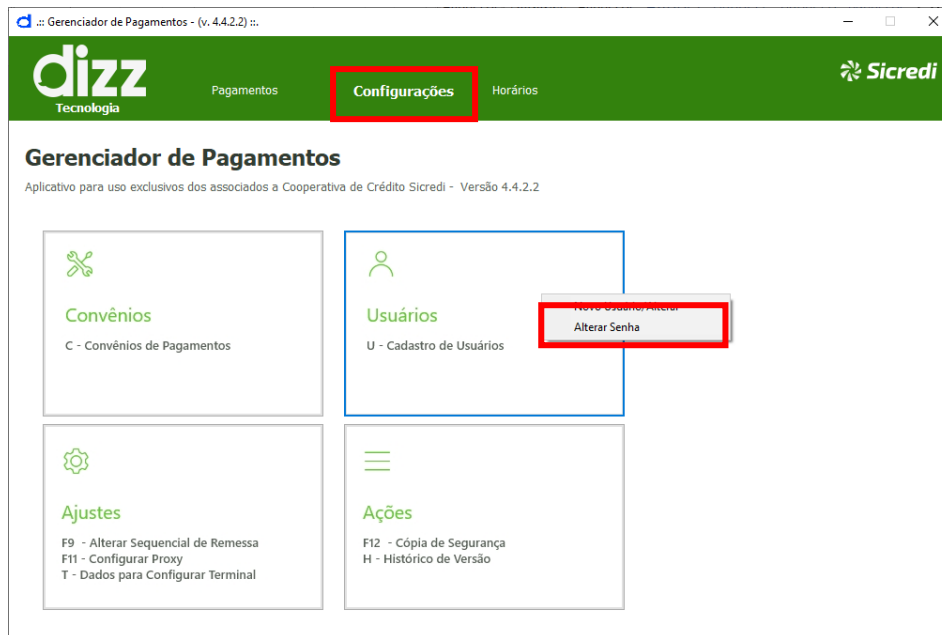 .:: Gerenciador de Pagamentos - (v. 4.4.2.2) ::.
dizz
Tecnologia
Pagamentos
Configurações
Horários
Sicredi
Gerenciador de Pagamentos
Aplicativo para uso exclusivos dos associados a Cooperativa de Crédito Sicredi - Versão 4.4.2.2
Convênios
C - Convênios de Pagamentos
Usuários
U - Cadastro de Usuários
Novo Usuário/Alterar
Alterar Senha
Ajustes
F9 - Alterar Sequencial de Remessa
F11 - Configurar Proxy
T - Dados para Configurar Terminal
Ações
F12 - Cópia de Segurança
H - Histórico de Versão